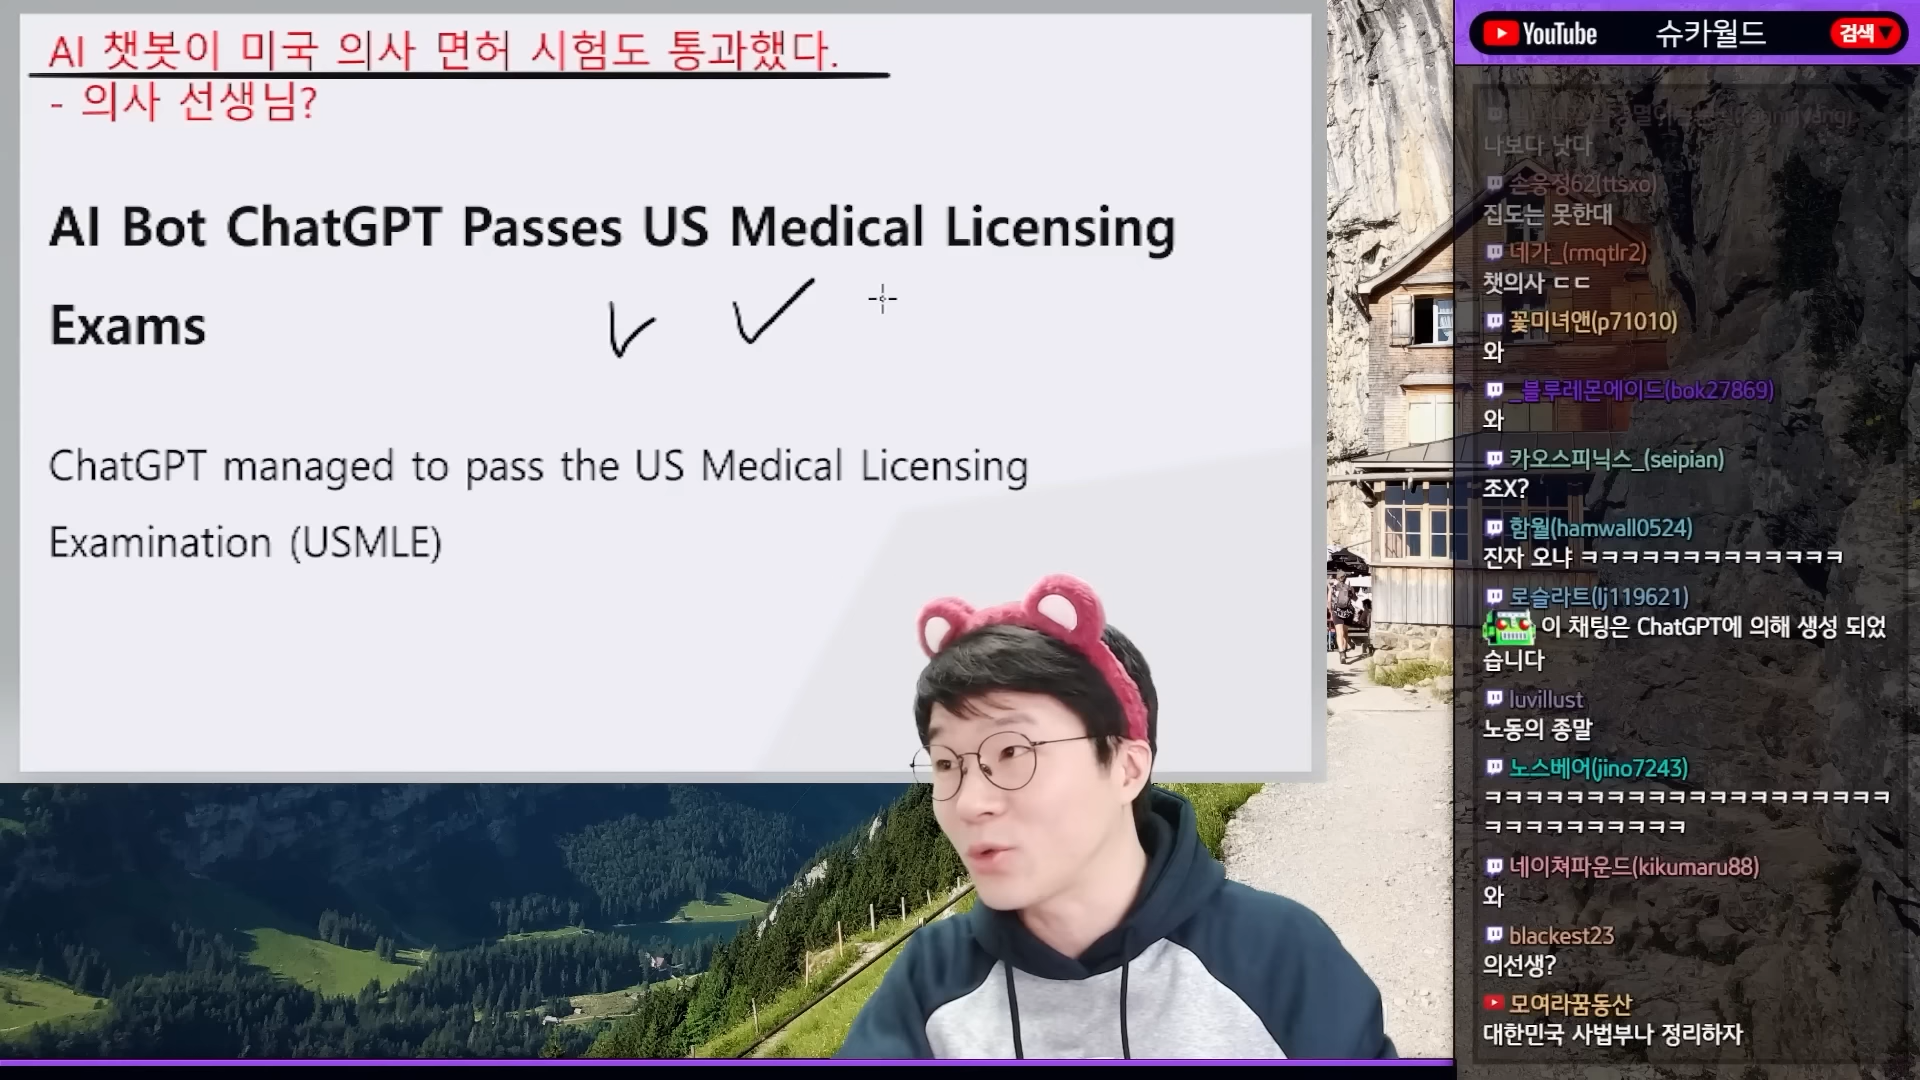 AI 챗봇이 미국 의사 면허 시험도 통과했다.
- 의사 선생님?
AI Bot ChatGPT Passes US Medical Licensing
Exams
ChatGPT managed to pass the US Medical Licensing
Examination (USMLE)
YouTube 슈카월드 검색
나보다 낫다
손웅정62(ttsxo)
집도는 못한대
네가_(rmqtlr2)
챗의사 ㄷㄷ
꽃미녀앤(p71010)
와
_블루레몬에이드(bok27869)
와
카오스피닉스_(seipian)
조X?
함월(hamwall0524)
진자 오냐 ㅋㅋㅋㅋㅋㅋㅋㅋㅋㅋㅋㅋㅋ
로슬라트(lj119621)
이 채팅은 ChatGPT에 의해 생성 되었
습니다
luvillust
노동의 종말
노스베어(jino7243)
ㅋㅋㅋㅋㅋㅋㅋㅋㅋㅋㅋㅋㅋㅋㅋㅋㅋㅋㅋㅋ
ㅋㅋㅋㅋㅋㅋㅋㅋㅋㅋ
네이쳐파운드(kikumaru88)
와
blackest23
의선생?
모여라꿈동산
대한민국 사법부나 정리하자